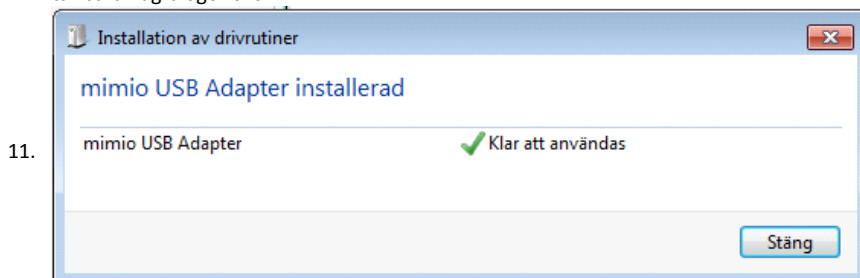 Installation av drivrutiner
mimio USB Adapter installerad
11.
mimio USB Adapter Klar att användas
Stäng